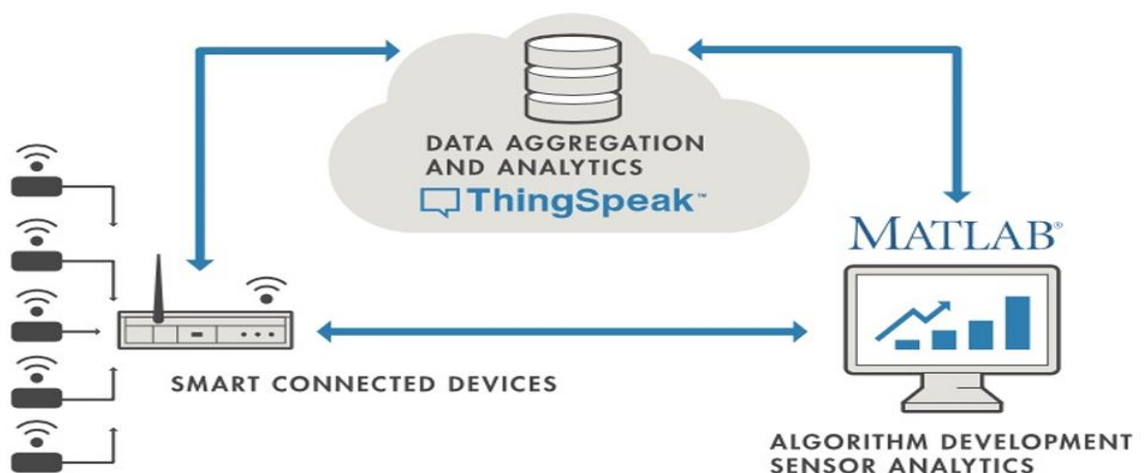 DATA AGGREGATION
AND ANALYTICS
ThingSpeak™
MATLAB®
SMART CONNECTED DEVICES
ALGORITHM DEVELOPMENT
SENSOR ANALYTICS